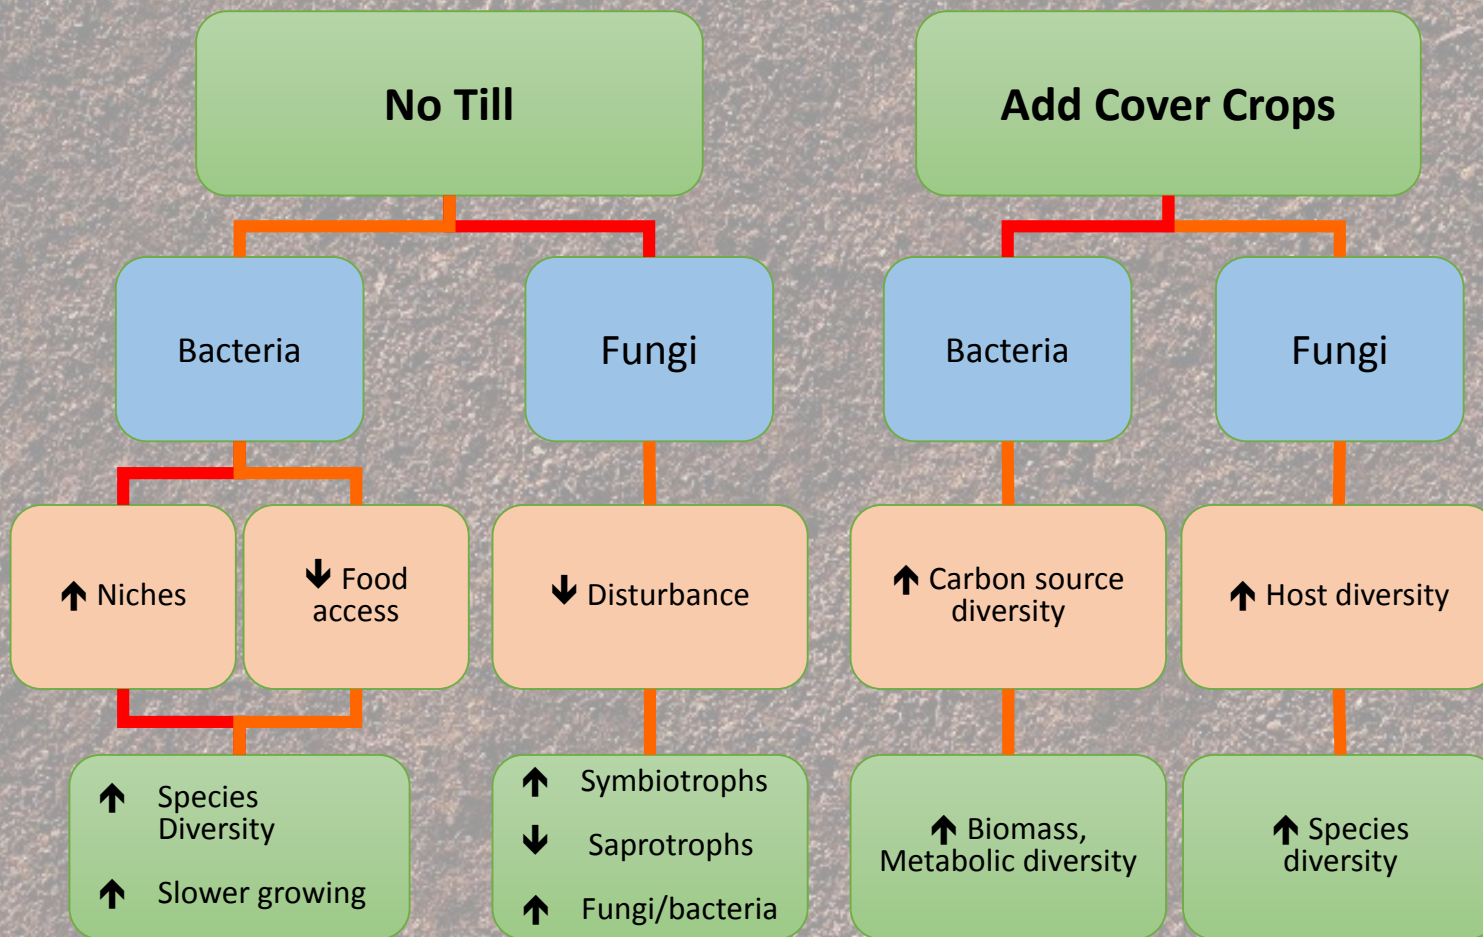 No Till
Add Cover Crops
Bacteria
Fungi
Bacteria
Fungi
↑ Niches
↓ Food
access
↓ Disturbance
↑ Carbon source
diversity
↑ Host diversity
↑ Species
Diversity
↑ Slower growing
↑ Symbiotrophs
↓ Saprotrophs
↑ Fungi/bacteria
↑ Biomass,
Metabolic diversity
↑ Species
diversity